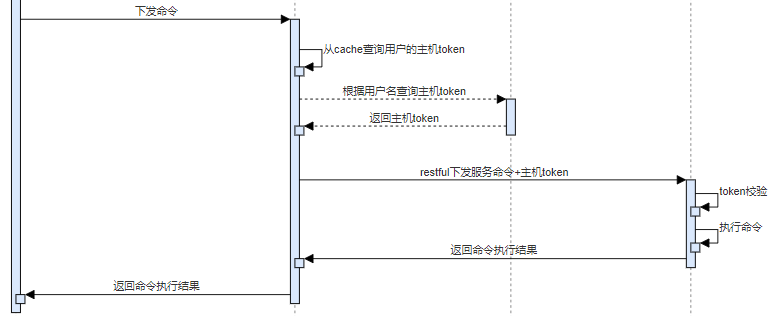 下发命令
从cache查询用户的主机token
根据用户名查询主机token
返回主机token
restful下发服务命令+主机token
token校验
执行命令
返回命令执行结果
返回命令执行结果